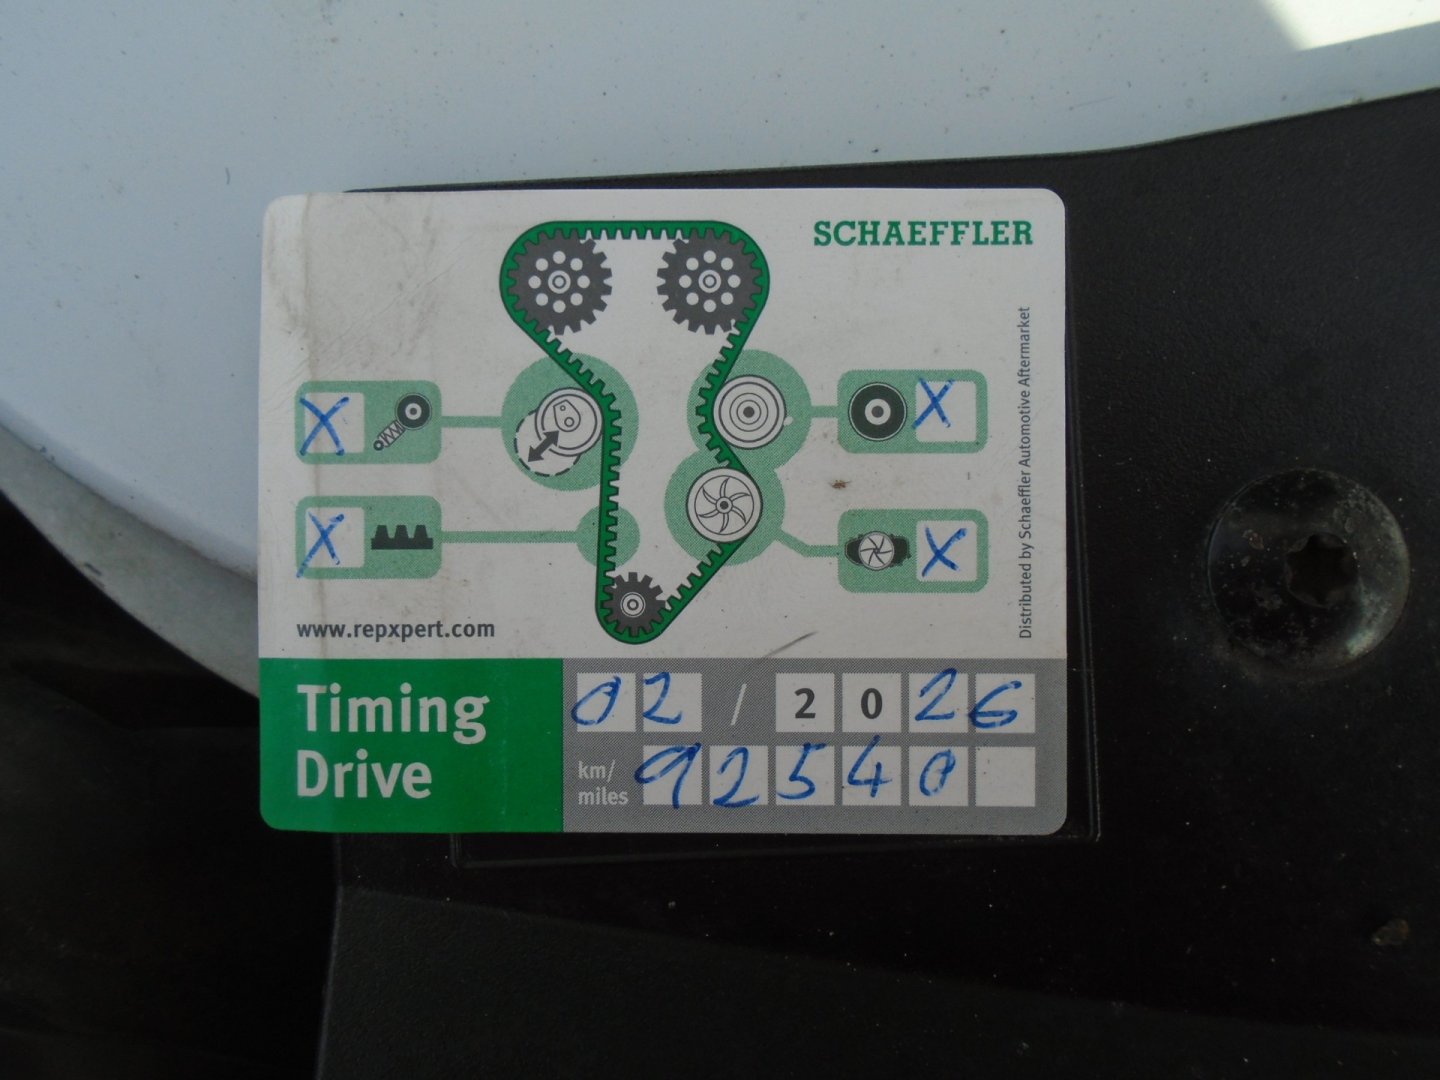 SCHAEFFLER
X
X
X
X
Distributed by Schaeffler Automotive Aftermarket
www.repxpert.com
Timing
Drive
02 / 2026
km/
miles
92540